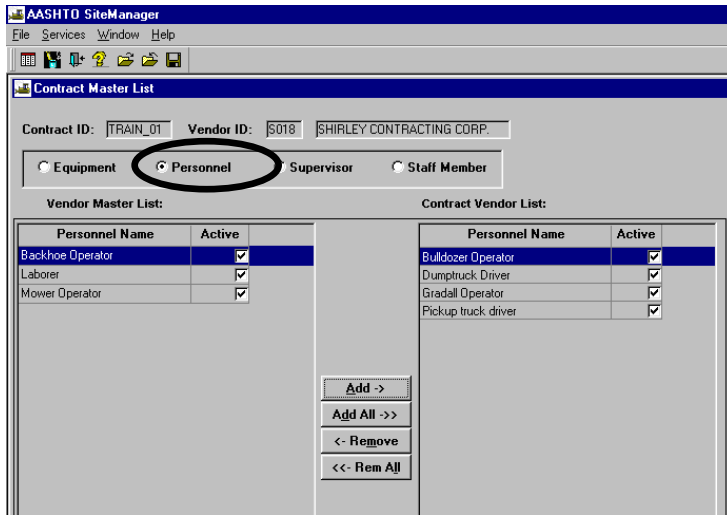 AASHTO SiteManager
File Services Window Help
Contract Master List
Contract ID: TRAIN_01 Vendor ID: S018 SHIRLEY CONTRACTING CORP.
Equipment Personnel Supervisor Staff Member
Vendor Master List: Contract Vendor List:
Personnel Name Active Personnel Name Active
Backhoe Operator Bulldozer Operator
Laborer Dumptruck Driver
Mower Operator Gradall Operator
Pickup truck driver
Add ->
Add All ->>
<- Remove
<<- Rem All